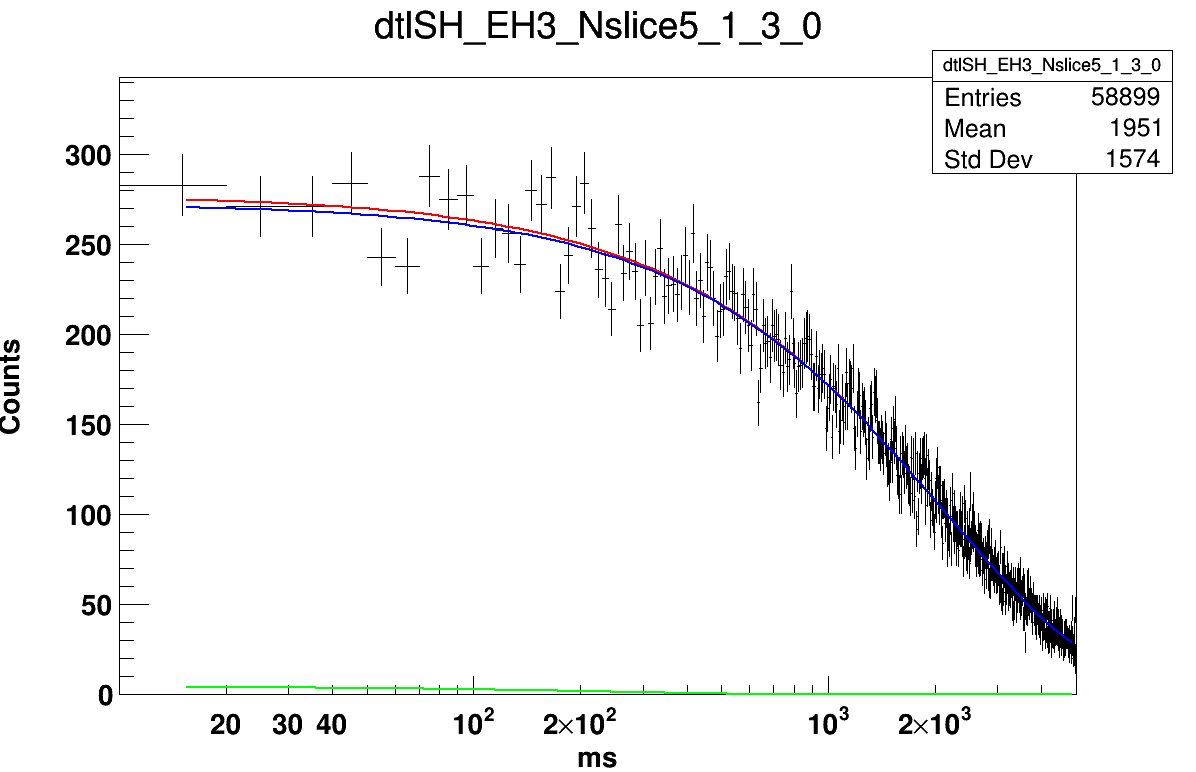 dtlSH_EH3_Nslice5_1_3_0
dtlSH_EH3_Nslice5_1_3_0
Entries 58899
Mean 1951
Std Dev 1574
300
250
200
150
100
50
0
Counts
20 30 40 10² 2×10² 10³ 2×10³
ms